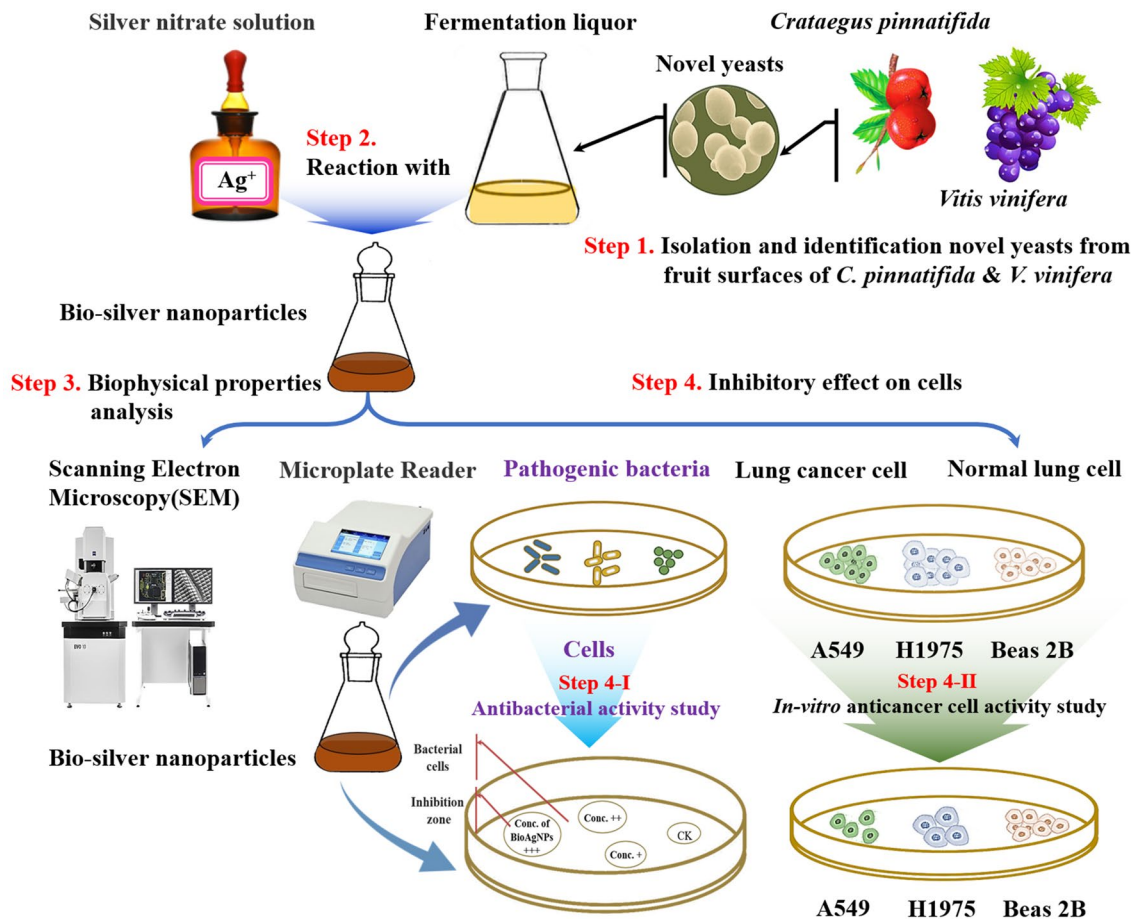 Silver nitrate solution
Fermentation liquor
Crataegus pinnatifida
Novel yeasts
Step 2.
Reaction with
Ag⁺
Vitis vinifera
Step 1. Isolation and identification novel yeasts from
fruit surfaces of C. pinnatifida & V. vinifera
Bio-silver nanoparticles
Step 3. Biophysical properties
analysis
Step 4. Inhibitory effect on cells
Scanning Electron
Microscopy(SEM)
Microplate Reader
Pathogenic bacteria
Lung cancer cell
Normal lung cell
A549
H1975
Beas 2B
Cells
Step 4-I
Antibacterial activity study
Step 4-II
In-vitro anticancer cell activity study
Bio-silver nanoparticles
Bacterial
cells
Inhibition
zone
Conc. of
BioAgNPs
+++
Conc. ++
Conc. +
CK
A549
H1975
Beas 2B